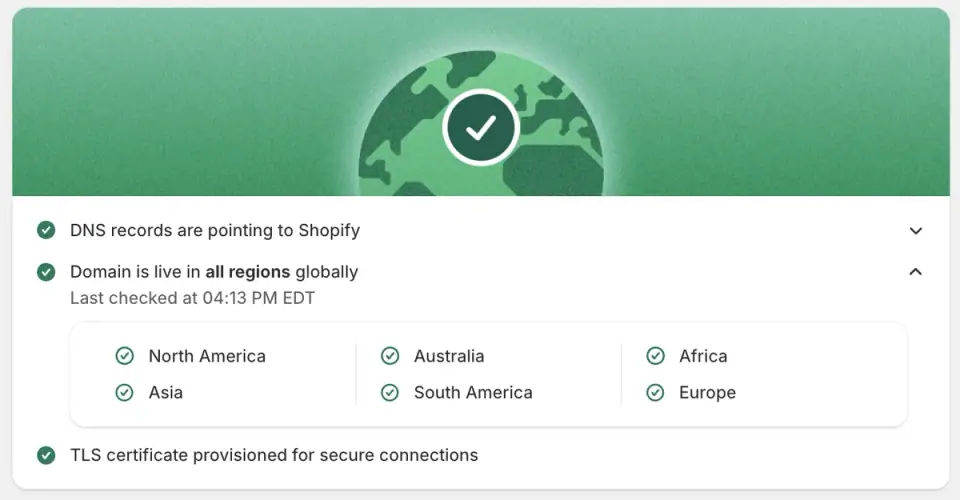 DNS records are pointing to Shopify
Domain is live in all regions globally
Last checked at 04:13 PM EDT
North America
Australia
Africa
Asia
South America
Europe
TLS certificate provisioned for secure connections